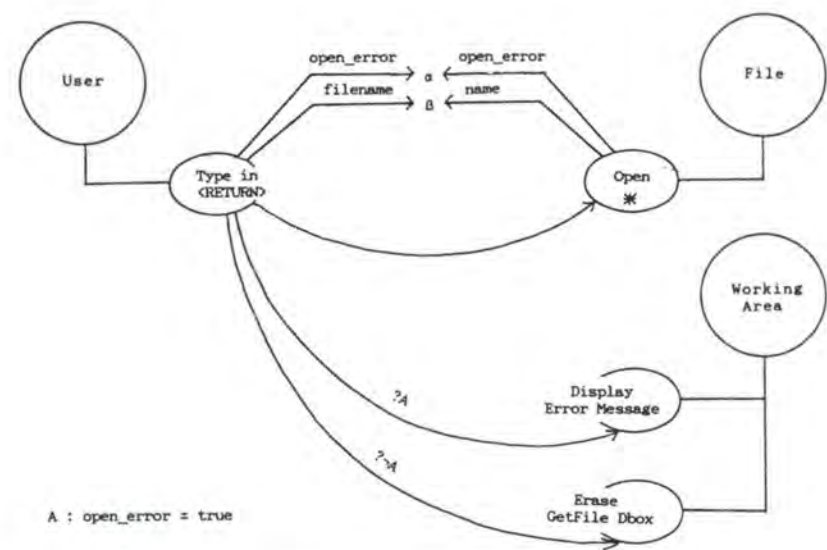 User
open_error
α
open_error
filename
β
name
File
Type in
<RETURN>
Open
*
Working
Area
?A
Display
Error Message
?¬A
Erase
GetFile Dbox
A : open_error = true